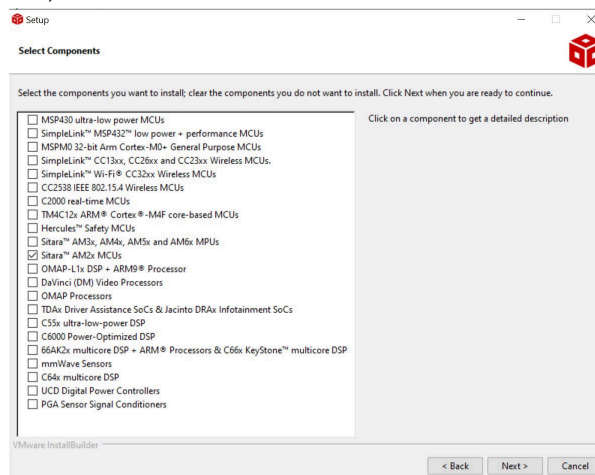 Setup
Select Components
Select the components you want to install; clear the components you do not want to install. Click Next when you are ready to continue.
MSP430 ultra-low power MCUs
SimpleLink™ MSP432™ low power + performance MCUs
MSPM0 32-bit Arm Cortex-M0+ General Purpose MCUs
SimpleLink™ CC13xx, CC26xx and CC23xx Wireless MCUs.
SimpleLink™ Wi-Fi® CC32xx Wireless MCUs
CC2538 IEEE 802.15.4 Wireless MCUs
C2000 real-time MCUs
TM4C12x ARM® Cortex®-M4F core-based MCUs
Hercules™ Safety MCUs
Sitara™ AM3x, AM4x, AM5x and AM6x MPUs
Sitara™ AM2x MCUs
OMAP-L1x DSP + ARM9® Processor
DaVinci (DM) Video Processors
OMAP Processors
TDAx Driver Assistance SoCs & Jacinto DRAx Infotainment SoCs
C55x ultra-low-power DSP
C6000 Power-Optimized DSP
66AK2x multicore DSP + ARM® Processors & C66x KeyStone™ multicore DSP
mmWave Sensors
C64x multicore DSP
UCD Digital Power Controllers
PGA Sensor Signal Conditioners
Click on a component to get a detailed description
VMware InstallBuilder
< Back
Next >
Cancel